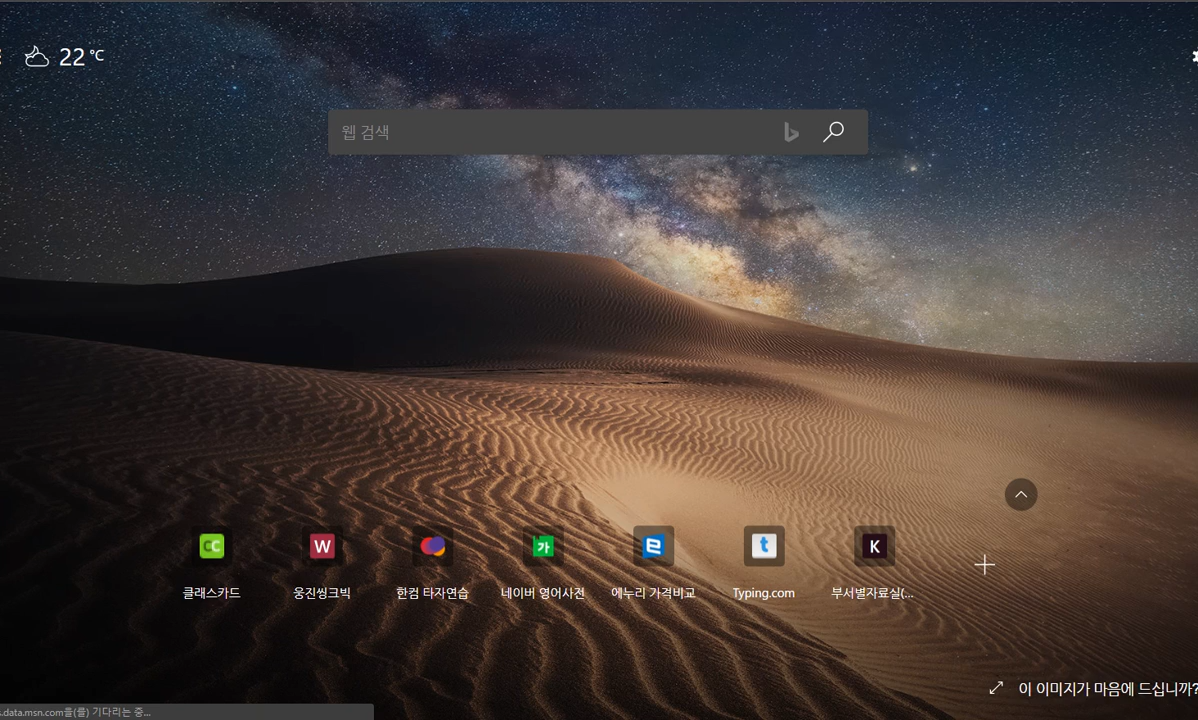 22 °C
웹 검색
CC
W
가
t
K
클래스카드
웅진씽크빅
한컴 타자연습
네이버 영어사전
에누리 가격비교
Typing.com
부서별자료실(...
이 이미지가 마음에 드십니까?
s.data.msn.com을(를) 기다리는 중...